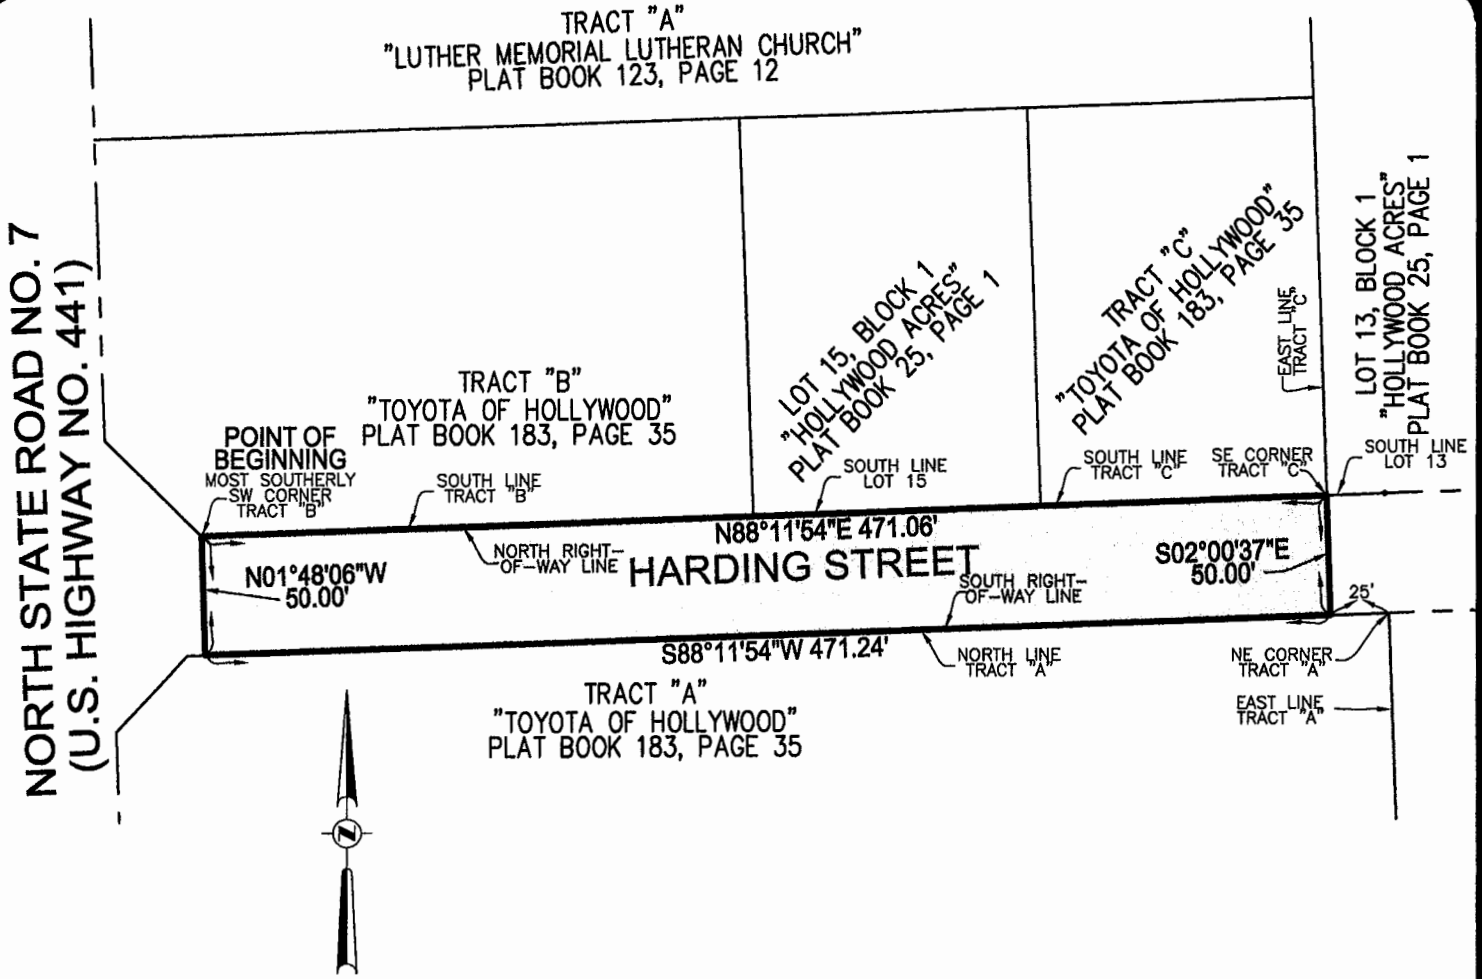 TRACT "A"
"LUTHER MEMORIAL LUTHERAN CHURCH"
PLAT BOOK 123, PAGE 12
NORTH STATE ROAD NO. 7
(U.S. HIGHWAY NO. 441)
TRACT "B"
"TOYOTA OF HOLLYWOOD"
PLAT BOOK 183, PAGE 35
LOT 15, BLOCK 1
"HOLLYWOOD ACRES"
PLAT BOOK 25, PAGE 1
TRACT "C"
"TOYOTA OF HOLLYWOOD"
PLAT BOOK 183, PAGE 35
EAST LINE
TRACT "C"
LOT 13, BLOCK 1
"HOLLYWOOD ACRES"
PLAT BOOK 25, PAGE 1
POINT OF
BEGINNING
MOST SOUTHERLY
SW CORNER
TRACT "B"
SOUTH LINE
TRACT "B"
SOUTH LINE
LOT 15
SOUTH LINE
TRACT "C"
SE CORNER
TRACT "C"
SOUTH LINE
LOT 13
N88°11'54"E 471.06'
NORTH RIGHT-
OF-WAY LINE
HARDING STREET
N01°48'06"W
50.00'
S02°00'37"E
50.00'
SOUTH RIGHT-
OF-WAY LINE
25'
S88°11'54"W 471.24'
NORTH LINE
TRACT "A"
NE CORNER
TRACT "A"
EAST LINE
TRACT "A"
TRACT "A"
"TOYOTA OF HOLLYWOOD"
PLAT BOOK 183, PAGE 35
N